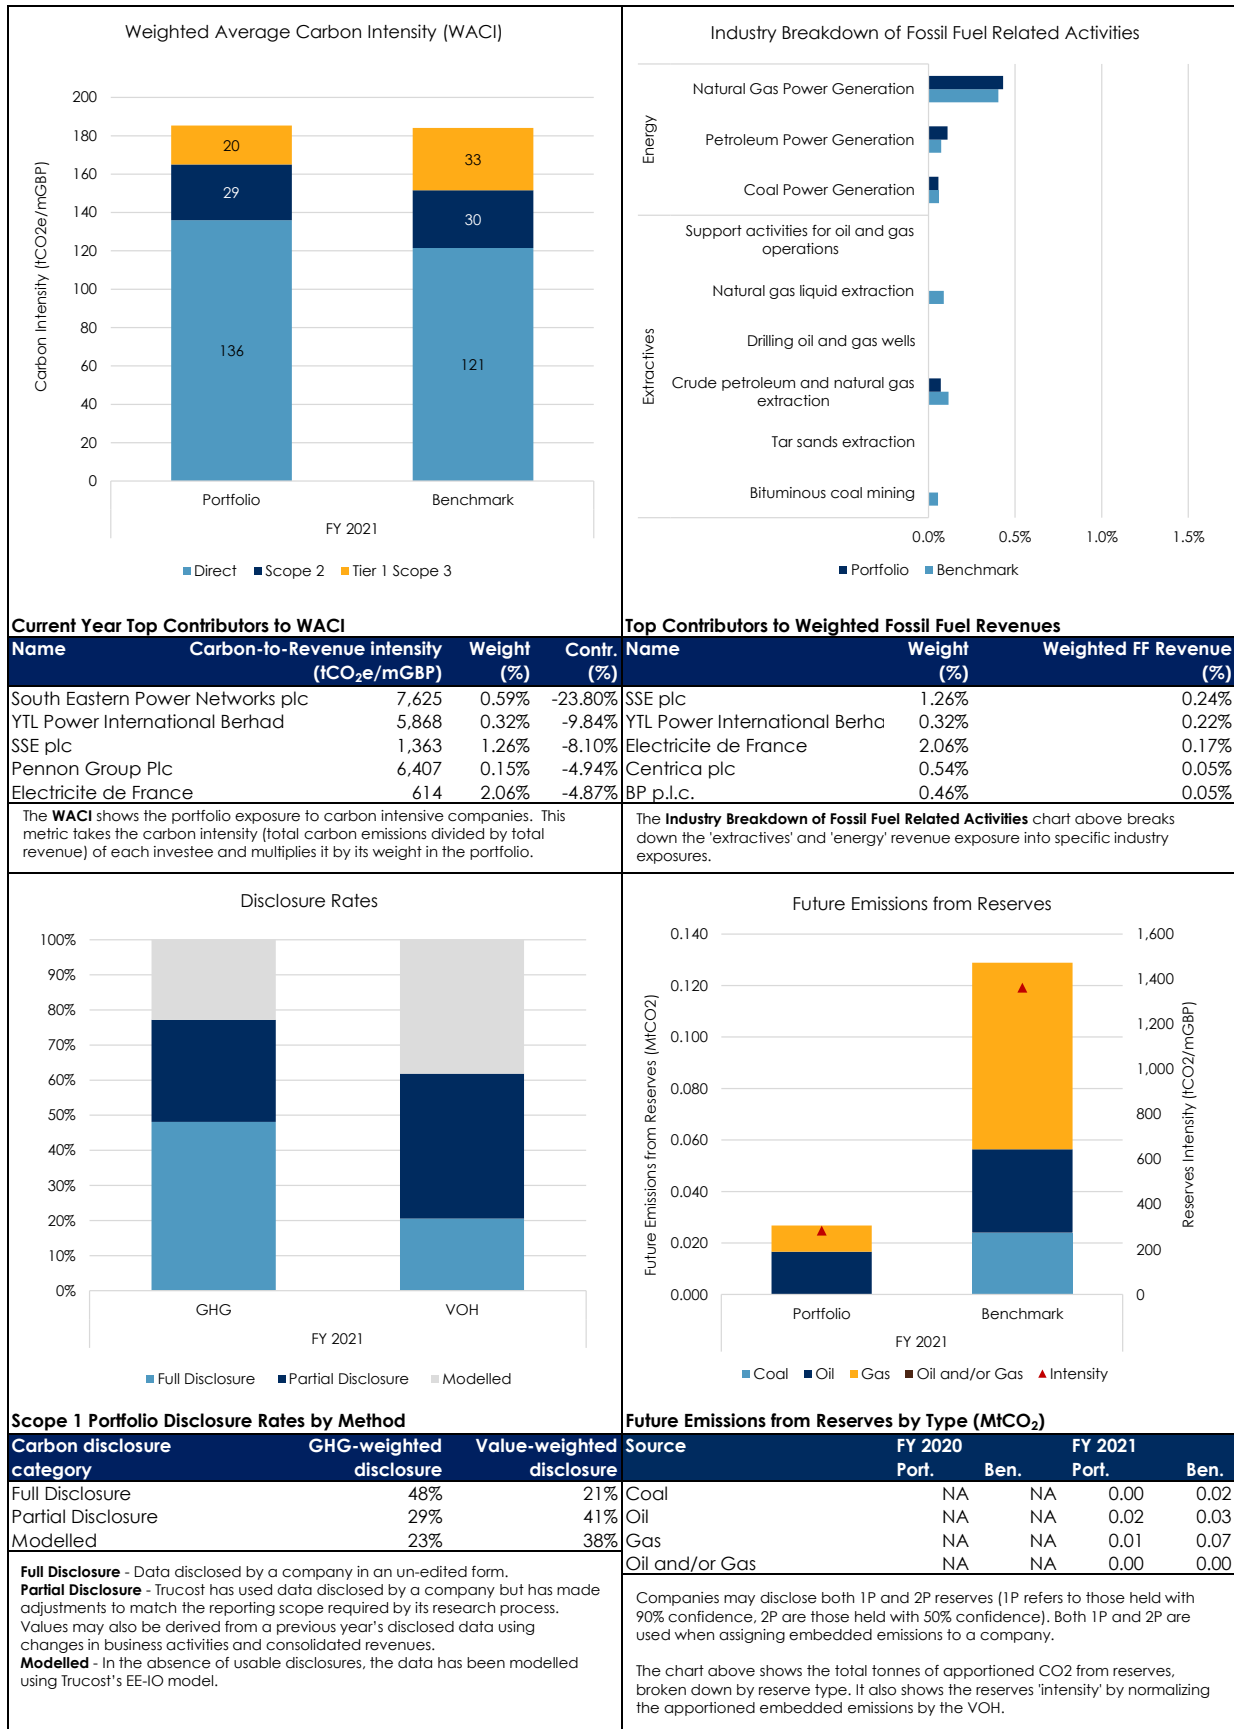 Weighted Average Carbon Intensity (WACI)
Carbon Intensity (tCO2e/mGBP)
200
180
160
140
120
100
80
60
40
20
0
20
29
136
33
30
121
Portfolio
Benchmark
FY 2021
Direct Scope 2 Tier 1 Scope 3
Industry Breakdown of Fossil Fuel Related Activities
Energy
Natural Gas Power Generation
Petroleum Power Generation
Coal Power Generation
Extractives
Support activities for oil and gas
operations
Natural gas liquid extraction
Drilling oil and gas wells
Crude petroleum and natural gas
extraction
Tar sands extraction
Bituminous coal mining
0.0% 0.5% 1.0% 1.5%
Portfolio Benchmark
Current Year Top Contributors to WACI
Name Carbon-to-Revenue intensity Weight Contr.
(tCO2e/mGBP) (%) (%)
South Eastern Power Networks plc 7,625 0.59% -23.80%
YTL Power International Berhad 5,868 0.32% -9.84%
SSE plc 1,363 1.26% -8.10%
Pennon Group Plc 6,407 0.15% -4.94%
Electricite de France 614 2.06% -4.87%
The WACI shows the portfolio exposure to carbon intensive companies. This
metric takes the carbon intensity (total carbon emissions divided by total
revenue) of each investee and multiplies it by its weight in the portfolio.
Top Contributors to Weighted Fossil Fuel Revenues
Name Weight Weighted FF Revenue
(%) (%)
SSE plc 1.26% 0.24%
YTL Power International Berha 0.32% 0.22%
Electricite de France 2.06% 0.17%
Centrica plc 0.54% 0.05%
BP p.l.c. 0.46% 0.05%
The Industry Breakdown of Fossil Fuel Related Activities chart above breaks
down the 'extractives' and 'energy' revenue exposure into specific industry
exposures.
Disclosure Rates
100%
90%
80%
70%
60%
50%
40%
30%
20%
10%
0%
GHG VOH
FY 2021
Full Disclosure Partial Disclosure Modelled
Future Emissions from Reserves
Future Emissions from Reserves (MtCO2)
0.140
0.120
0.100
0.080
0.060
0.040
0.020
0.000
1,600
1,400
1,200
1,000
800
600
400
200
0
Reserves Intensity (tCO2/mGBP)
Portfolio Benchmark
FY 2021
Coal Oil Gas Oil and/or Gas Intensity
Scope 1 Portfolio Disclosure Rates by Method
Carbon disclosure GHG-weighted Value-weighted
category disclosure disclosure
Full Disclosure 48% 21%
Partial Disclosure 29% 41%
Modelled 23% 38%
Full Disclosure - Data disclosed by a company in an un-edited form.
Partial Disclosure - Trucost has used data disclosed by a company but has made
adjustments to match the reporting scope required by its research process.
Values may also be derived from a previous year's disclosed data using
changes in business activities and consolidated revenues.
Modelled - In the absence of usable disclosures, the data has been modelled
using Trucost's EE-IO model.
Future Emissions from Reserves by Type (MtCO2)
Source FY 2020 FY 2021
Port. Ben. Port. Ben.
Coal NA NA 0.00 0.02
Oil NA NA 0.02 0.03
Gas NA NA 0.01 0.07
Oil and/or Gas NA NA 0.00 0.00
Companies may disclose both 1P and 2P reserves (1P refers to those held with
90% confidence, 2P are those held with 50% confidence). Both 1P and 2P are
used when assigning embedded emissions to a company.
The chart above shows the total tonnes of apportioned CO2 from reserves,
broken down by reserve type. It also shows the reserves 'intensity' by normalizing
the apportioned embedded emissions by the VOH.